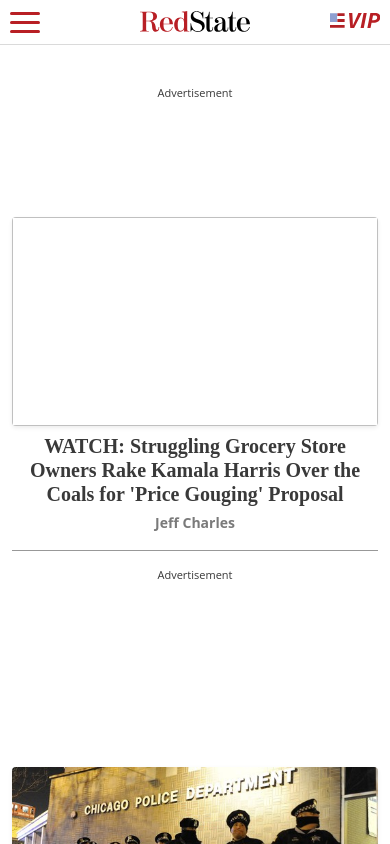 RedState
VIP
Advertisement
WATCH: Struggling Grocery Store
Owners Rake Kamala Harris Over the
Coals for 'Price Gouging' Proposal
Jeff Charles
Advertisement
CHICAGO POLICE DEPARTMENT